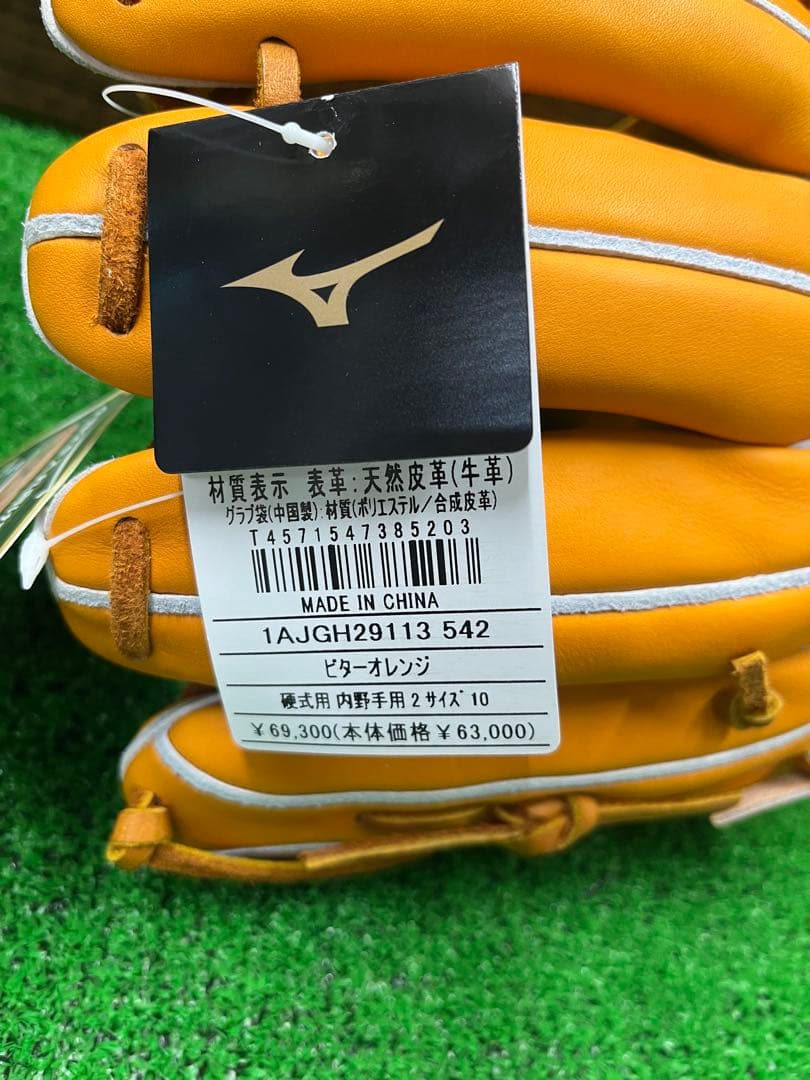 材質表示 表革:天然皮革(牛革)
グラブ袋(中国製):材質(ポリエステル/合成皮革)
T4571547385203
MADE IN CHINA
1AJGH29113 542
ビターオレンジ
硬式用 内野手用2 サイズ10
¥69,300(本体価格¥63,000)